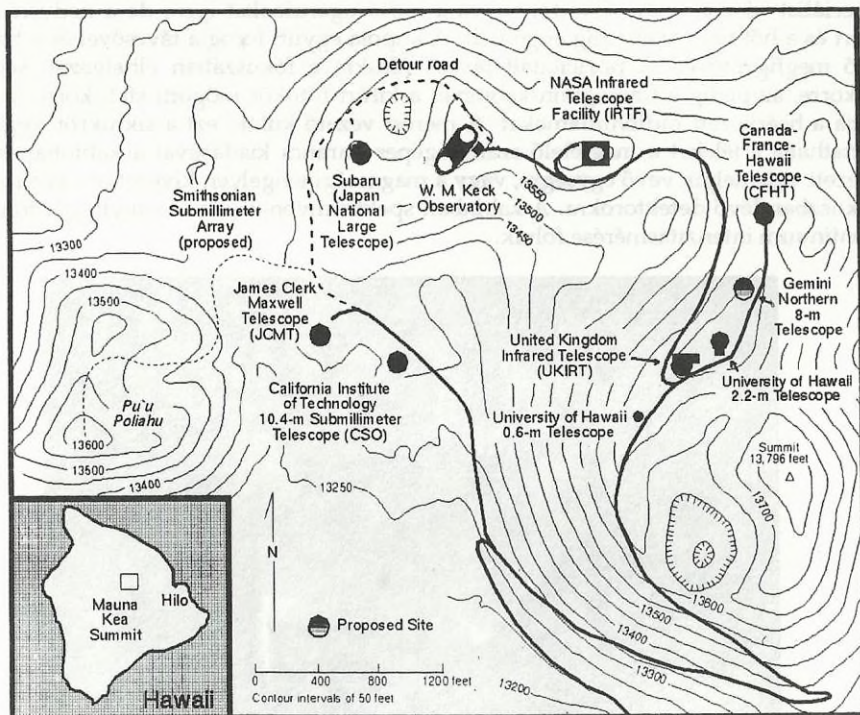 Detour road
NASA Infrared
Telescope
Facility (IRTF)
Canada-
France-
Hawaii
Telescope
(CFHT)
Subaru (Japan
National
Large
Telescope)
W. M. Keck
Observatory
13550
13500
13450
Smithsonian
Submillimeter
Array
(proposed)
13300
13400
13500
James Clerk
Maxwell
Telescope
(JCMT)
Gemini
Northern
8-m
Telescope
United Kingdom
Infrared Telescope
(UKIRT)
California Institute
of Technology
10.4-m Submillimeter
Telescope (CSO)
University of Hawaii
2.2-m Telescope
University of Hawaii
0.6-m Telescope
Pu'u
Poliahu
13600
13500
13400
13250
Summit
13,796 feet
13700
N
Mauna
Kea
Summit
Hilo
Hawaii
Proposed Site
0 400 800 1200 feet
Contour intervals of 50 feet
13600
13500
13400
13300
13200